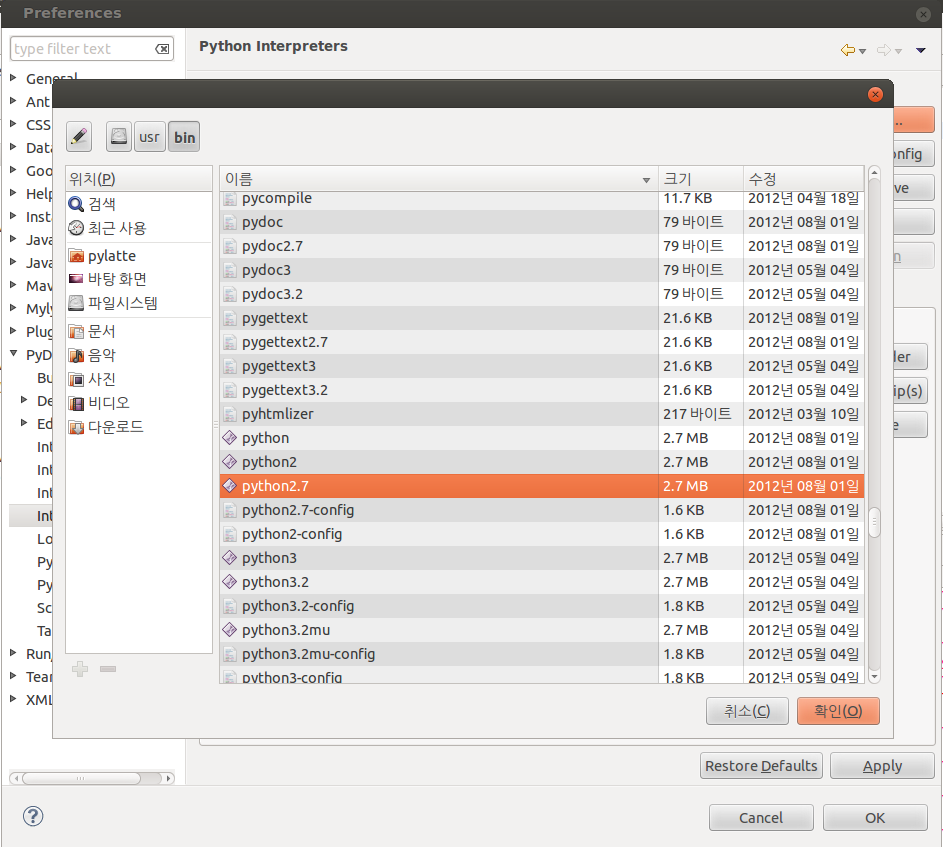 Preferences
type filter text
Python Interpreters
General
Ant
CSS
Data
Goo
Help
Insta
Java
Java
Mav
Myly
Plug
PyD
Bu
De
Ed
Int
Int
Int
Int
Lo
Py
Py
Sc
Ta
Run/
Tear
XML
usr
bin
위치(P)
검색
최근 사용
pylatte
바탕 화면
파일시스템
문서
음악
사진
비디오
다운로드
이름 크기 수정
pycompile 11.7 KB 2012년 04월 18일
pydoc 79 바이트 2012년 08월 01일
pydoc2.7 79 바이트 2012년 08월 01일
pydoc3 79 바이트 2012년 05월 04일
pydoc3.2 79 바이트 2012년 05월 04일
pygettext 21.6 KB 2012년 08월 01일
pygettext2.7 21.6 KB 2012년 08월 01일
pygettext3 21.6 KB 2012년 05월 04일
pygettext3.2 21.6 KB 2012년 05월 04일
pyhtmlizer 217 바이트 2012년 03월 10일
python 2.7 MB 2012년 08월 01일
python2 2.7 MB 2012년 08월 01일
python2.7 2.7 MB 2012년 08월 01일
python2.7-config 1.6 KB 2012년 08월 01일
python2-config 1.6 KB 2012년 08월 01일
python3 2.7 MB 2012년 05월 04일
python3.2 2.7 MB 2012년 05월 04일
python3.2-config 1.8 KB 2012년 05월 04일
python3.2mu 2.7 MB 2012년 05월 04일
python3.2mu-config 1.8 KB 2012년 05월 04일
python3-config 1.8 KB 2012년 05월 04일
취소(C) 확인(O)
..
nfig
ve
n
ler
ip(s)
e
Restore Defaults Apply
Cancel OK